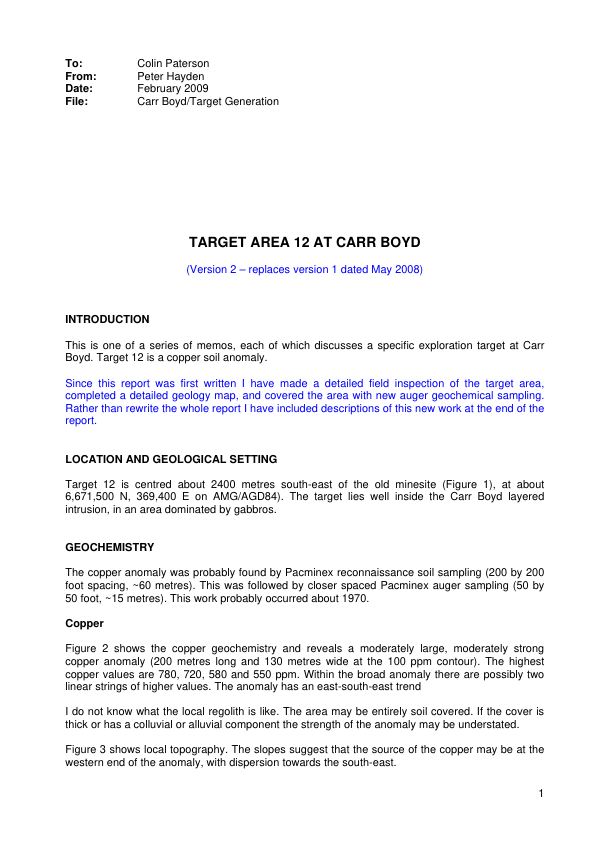 To: Colin Paterson
From: Peter Hayden
Date: February 2009
File: Carr Boyd/Target Generation
TARGET AREA 12 AT CARR BOYD
(Version 2 – replaces version 1 dated May 2008)
INTRODUCTION
This is one of a series of memos, each of which discusses a specific exploration target at Carr
Boyd. Target 12 is a copper soil anomaly.
Since this report was first written I have made a detailed field inspection of the target area,
completed a detailed geology map, and covered the area with new auger geochemical sampling.
Rather than rewrite the whole report I have included descriptions of this new work at the end of the
report.
LOCATION AND GEOLOGICAL SETTING
Target 12 is centred about 2400 metres south-east of the old minesite (Figure 1), at about
6,671,500 N, 369,400 E on AMG/AGD84). The target lies well inside the Carr Boyd layered
intrusion, in an area dominated by gabbros.
GEOCHEMISTRY
The copper anomaly was probably found by Pacminex reconnaissance soil sampling (200 by 200
foot spacing, ~60 metres). This was followed by closer spaced Pacminex auger sampling (50 by
50 foot, ~15 metres). This work probably occurred about 1970.
Copper
Figure 2 shows the copper geochemistry and reveals a moderately large, moderately strong
copper anomaly (200 metres long and 130 metres wide at the 100 ppm contour). The highest
copper values are 780, 720, 580 and 550 ppm. Within the broad anomaly there are possibly two
linear strings of higher values. The anomaly has an east-south-east trend
I do not know what the local regolith is like. The area may be entirely soil covered. If the cover is
thick or has a colluvial or alluvial component the strength of the anomaly may be understated.
Figure 3 shows local topography. The slopes suggest that the source of the copper may be at the
western end of the anomaly, with dispersion towards the south-east.
1